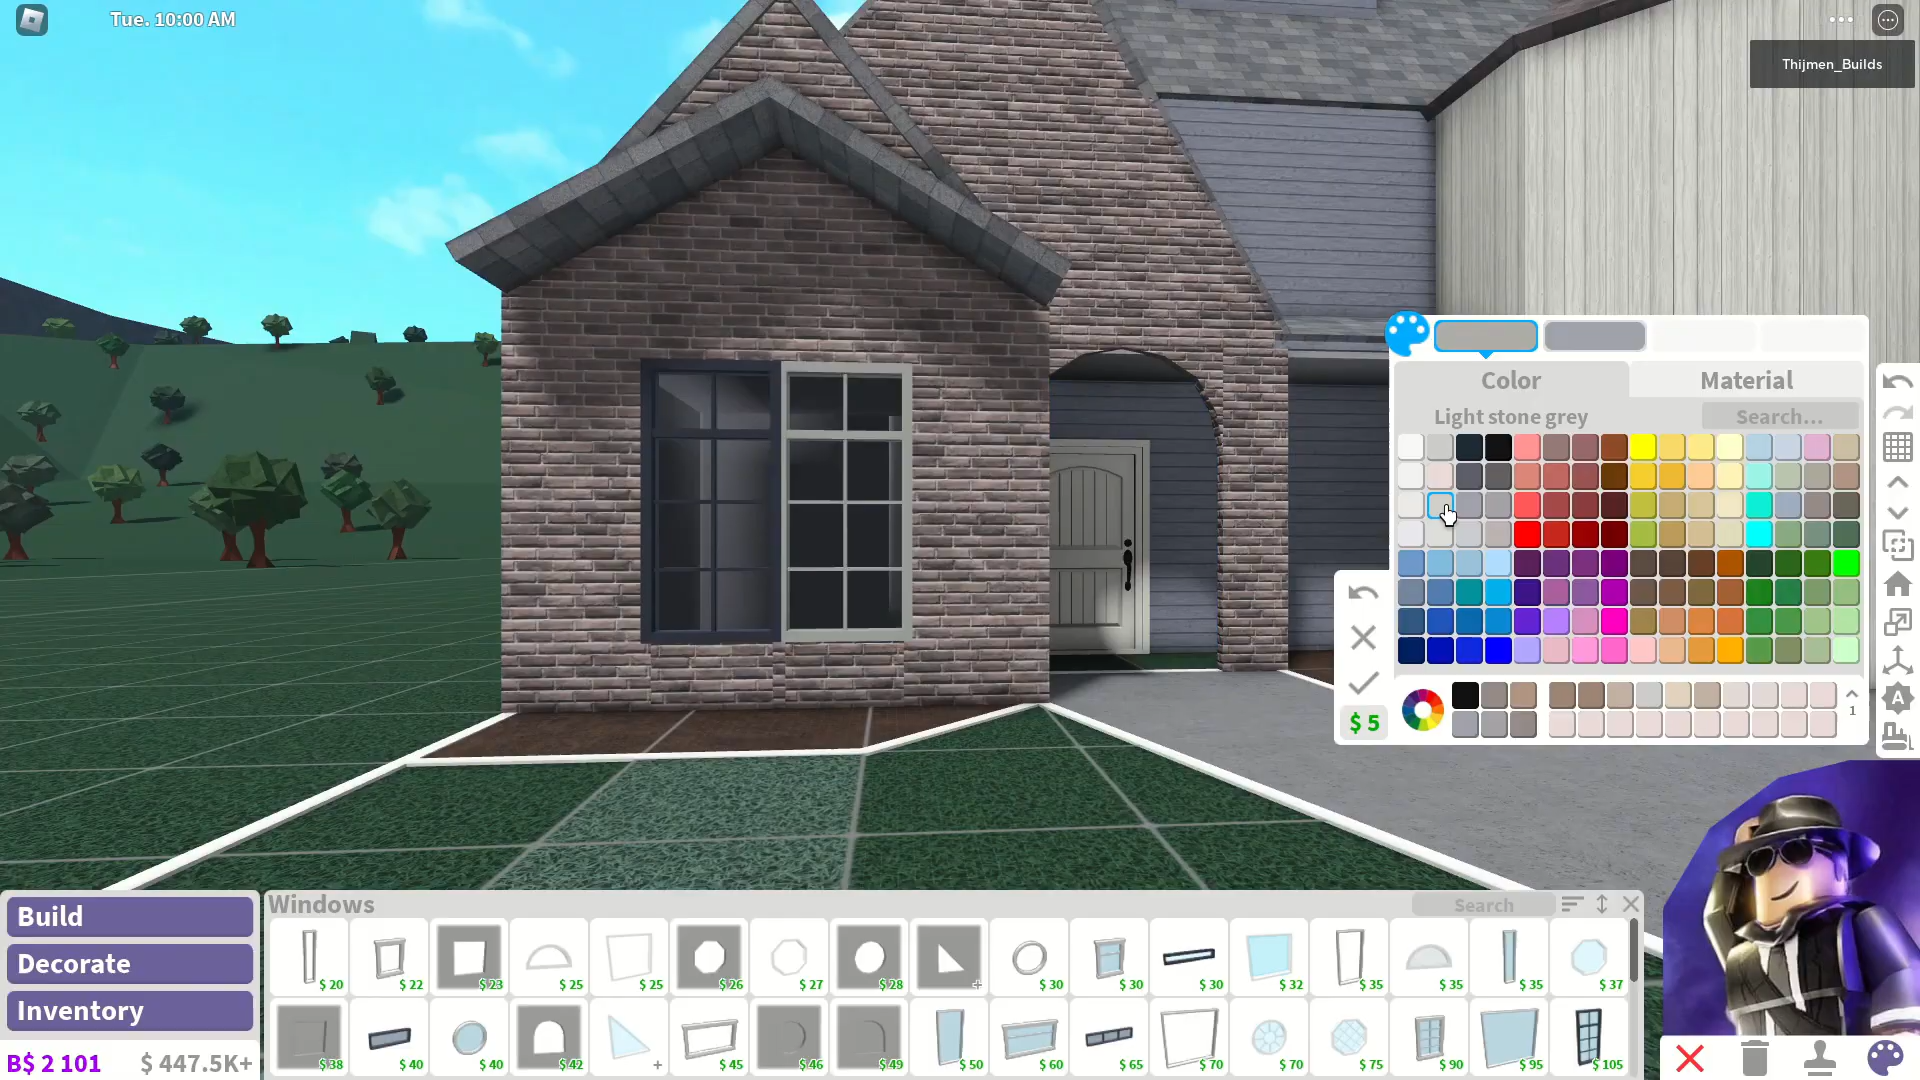 Tue. 10:00 AM
Thijmen_Builds
Color
Material
Light stone grey
Search...
$ 5
1
A
Windows
Search
Build
Decorate
Inventory
B$ 2 101
$ 447.5K+
$ 20
$ 22
$ 23
$ 25
$ 25
$ 26
$ 27
$ 28
+
$ 30
$ 30
$ 30
$ 32
$ 35
$ 35
$ 35
$ 37
$ 38
$ 40
$ 40
$ 42
+
$ 45
$ 46
$ 49
$ 50
$ 60
$ 65
$ 70
$ 70
$ 75
$ 90
$ 95
$ 105